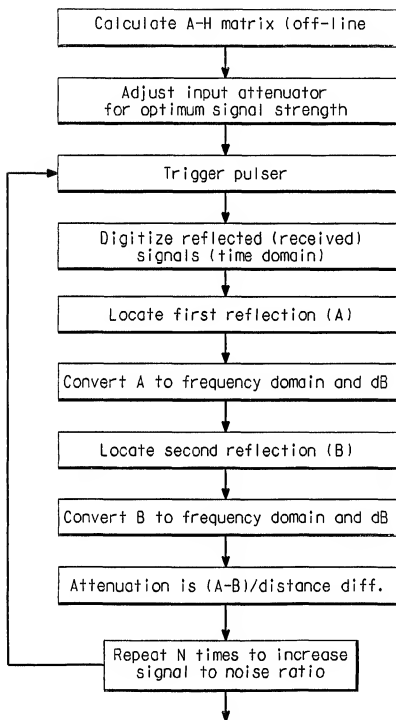 Calculate A-H matrix (off-line
Adjust input attenuator
for optimum signal strength
Trigger pulser
Digitize reflected (received)
signals (time domain)
Locate first reflection (A)
Convert A to frequency domain and dB
Locate second reflection (B)
Convert B to frequency domain and dB
Attenuation is (A-B)/distance diff.
Repeat N times to increase
signal to noise ratio